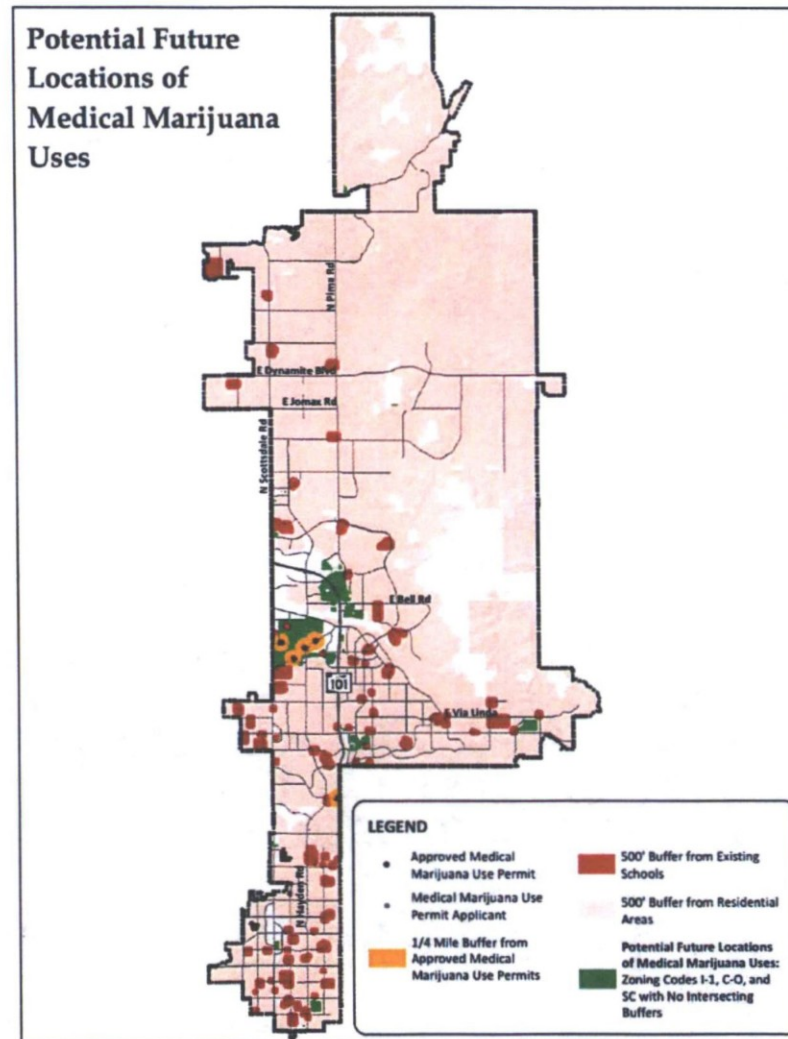 Potential Future
Locations of
Medical Marijuana
Uses
N Pima Rd
E Dynamite Blvd
E Jomax Rd
N Scottsdale Rd
E Bell Rd
101
E Via Linda
N Hayden Rd
LEGEND
Approved Medical
Marijuana Use Permit
Medical Marijuana Use
Permit Applicant
1/4 Mile Buffer from
Approved Medical
Marijuana Use Permits
500' Buffer from Existing
Schools
500' Buffer from Residential
Areas
Potential Future Locations
of Medical Marijuana Uses:
Zoning Codes I-1, C-O, and
SC with No Intersecting
Buffers